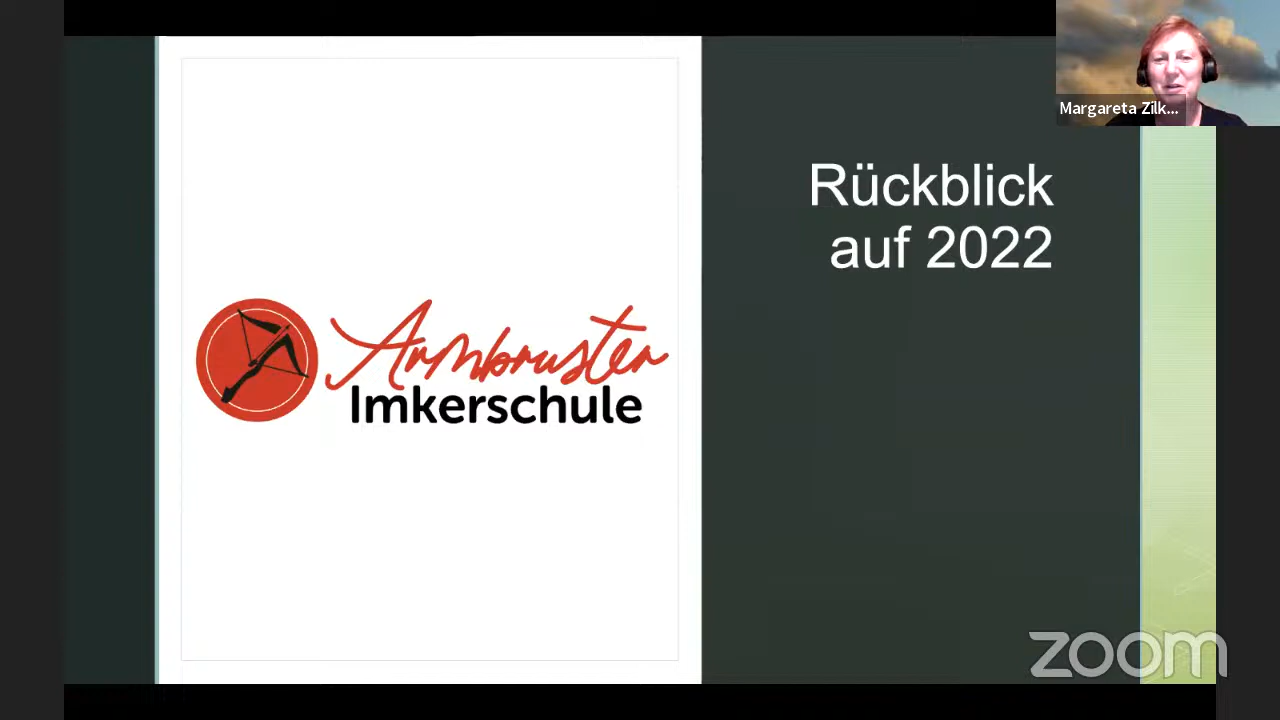 Margareta Zilk...
Rückblick
auf 2022
Armbruster
Imkerschule
zoom